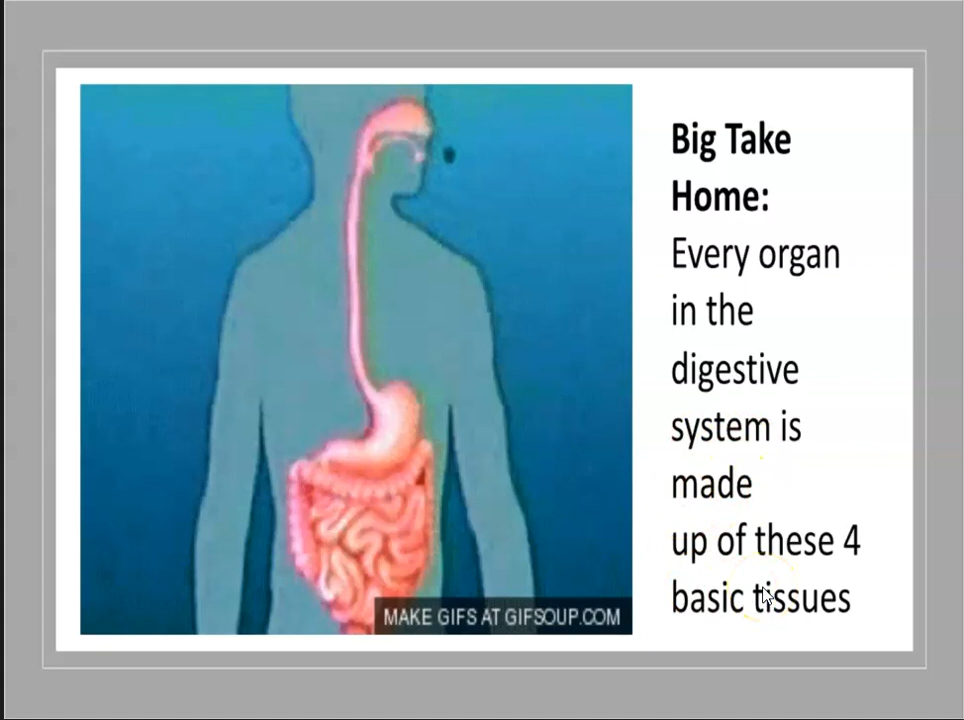 Big Take
Home:
Every organ
in the
digestive
system is
made
up of these 4
basic tissues
MAKE GIFS AT GIFSOUP.COM